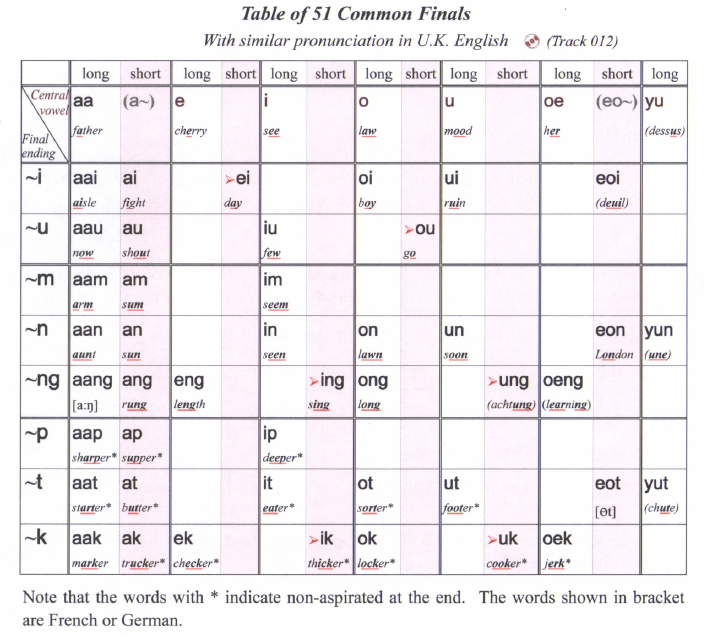 Table of 51 Common Finals
With similar pronunciation in U.K. English (Track 012)
long short long short long short long short long short long short long
Central vowel
Final ending
aa (a~) e i o u oe (eo~) yu
father cherry see law mood her (dessus)
~i aai ai ➢ei oi ui eoi
aisle fight day boy ruin (deuil)
~u aau au iu ➢ou
now shout few go
~m aam am im
arm sum seem
~n aan an in on un eon yun
aunt sun seen lawn soon London (une)
~ng aang ang eng ➢ing ong ➢ung oeng
[a:ŋ] rung length sing long (achtung) (learning)
~p aap ap ip
sharper* supper* deeper*
~t aat at it ot ut eot yut
starter* butter* eater* sorter* footer* [ɵt] (chute)
~k aak ak ek ➢ik ok ➢uk oek
marker trucker* checker* thicker* locker* cooker* jerk*
Note that the words with * indicate non-aspirated at the end. The words shown in bracket
are French or German.